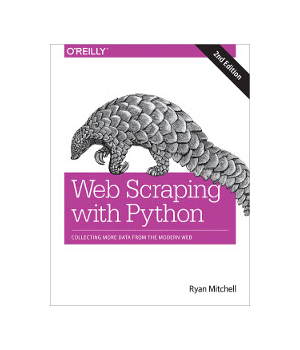 O'REILLY®
2nd Edition
Web Scraping
with Python
COLLECTING MORE DATA FROM THE MODERN WEB
Ryan Mitchell